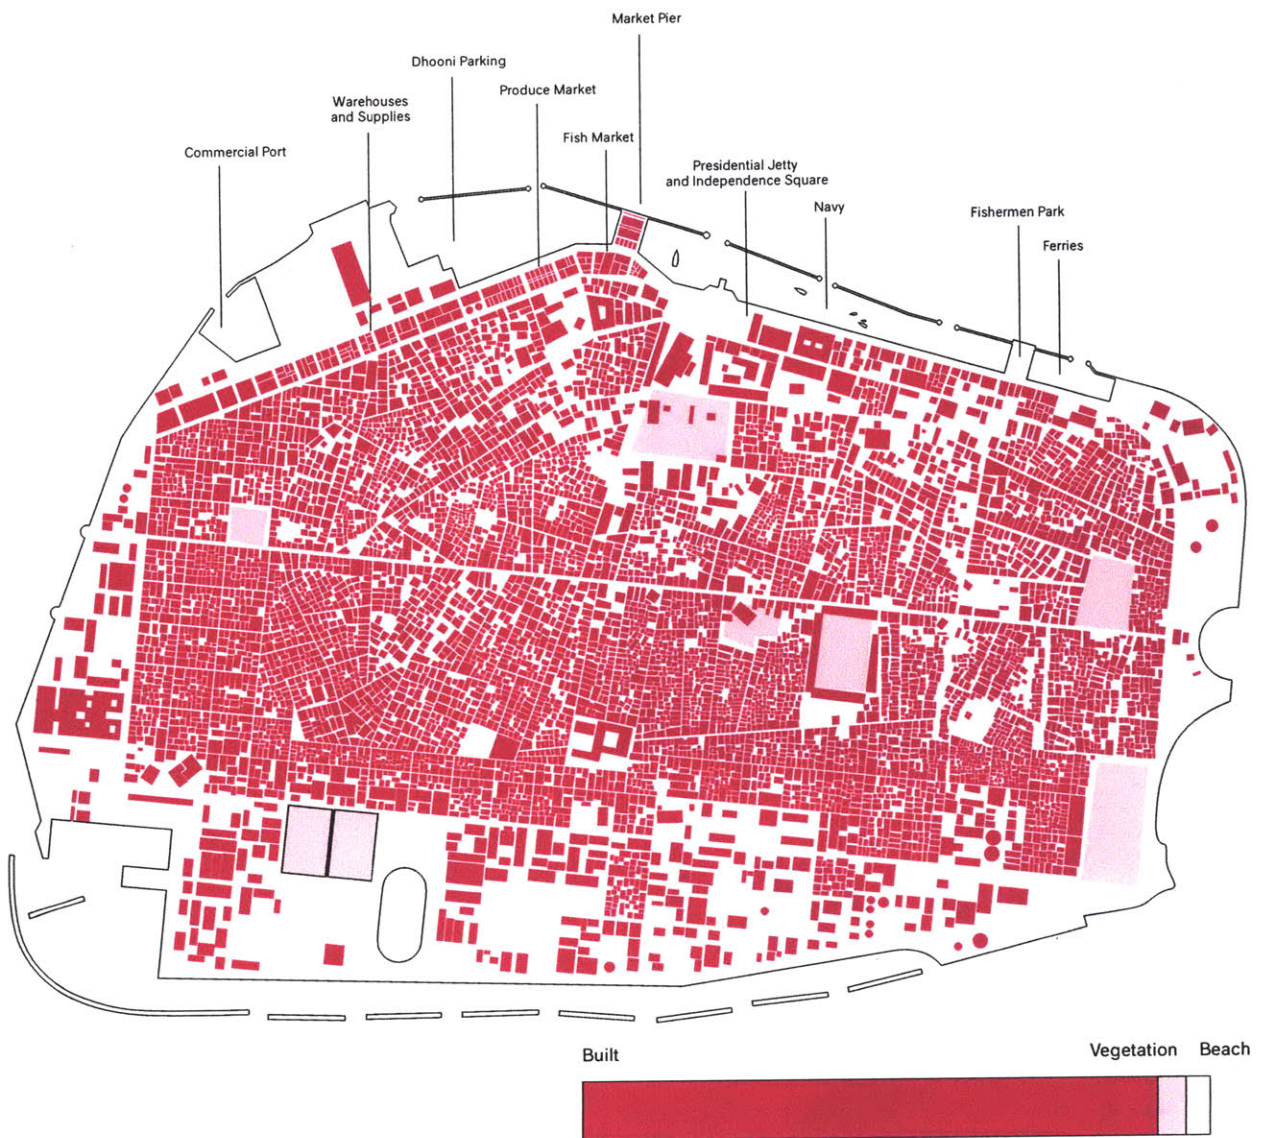 Market Pier
Dhooni Parking
Produce Market
Warehouses
and Supplies
Fish Market
Commercial Port
Presidential Jetty
and Independence Square
Navy
Fishermen Park
Ferries
Built
Vegetation
Beach